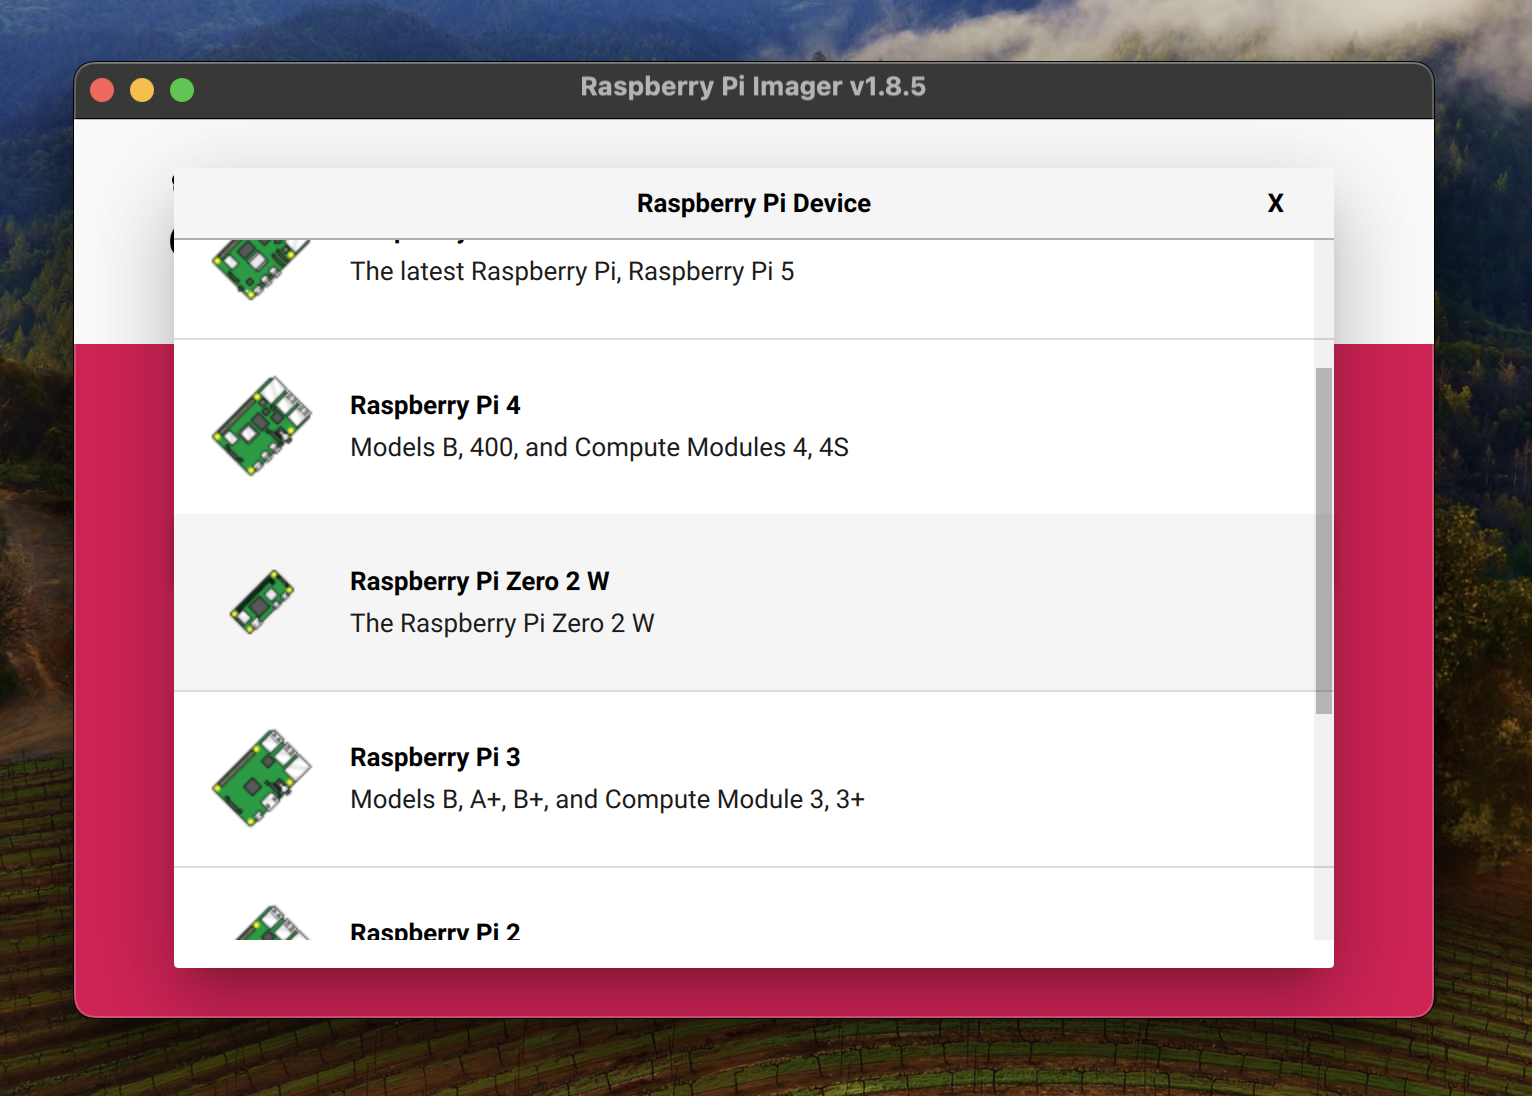 Raspberry Pi Imager v1.8.5
Raspberry Pi Device
X
The latest Raspberry Pi, Raspberry Pi 5
Raspberry Pi 4
Models B, 400, and Compute Modules 4, 4S
Raspberry Pi Zero 2 W
The Raspberry Pi Zero 2 W
Raspberry Pi 3
Models B, A+, B+, and Compute Module 3, 3+
Raspberry Pi 2